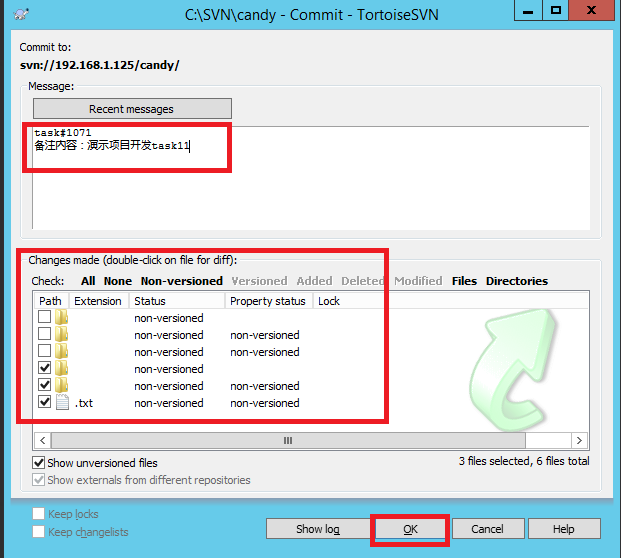 C:\SVN\candy - Commit - TortoiseSVN
Commit to:
svn://192.168.1.125/candy/
Message:
Recent messages
task#1071
备注内容：演示项目开发task11
Changes made (double-click on file for diff):
Check: All None Non-versioned Versioned Added Deleted Modified Files Directories
Path Extension Status Property status Lock
non-versioned
non-versioned non-versioned
non-versioned non-versioned
non-versioned
non-versioned non-versioned
.txt non-versioned non-versioned
Show unversioned files
3 files selected, 6 files total
Show externals from different repositories
Keep locks
Keep changelists
Show log OK Cancel Help